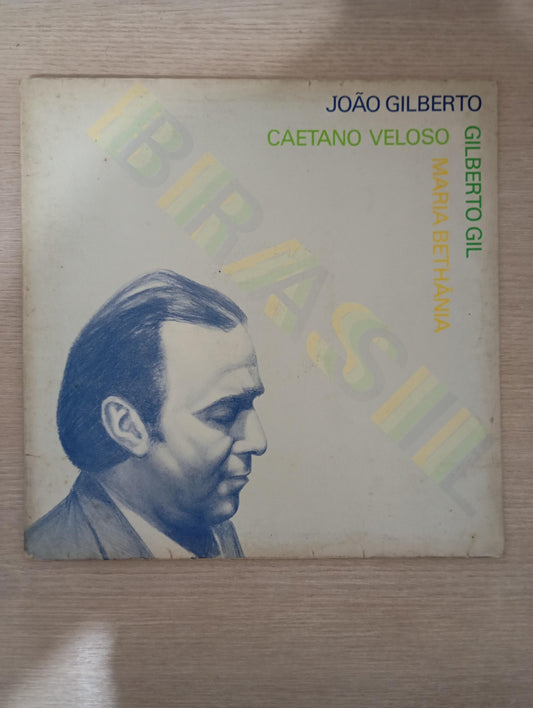 JOÃO GILBERTO
CAETANO VELOSO
GILBERTO GIL
MARIA BETHÂNIA
BRASIL